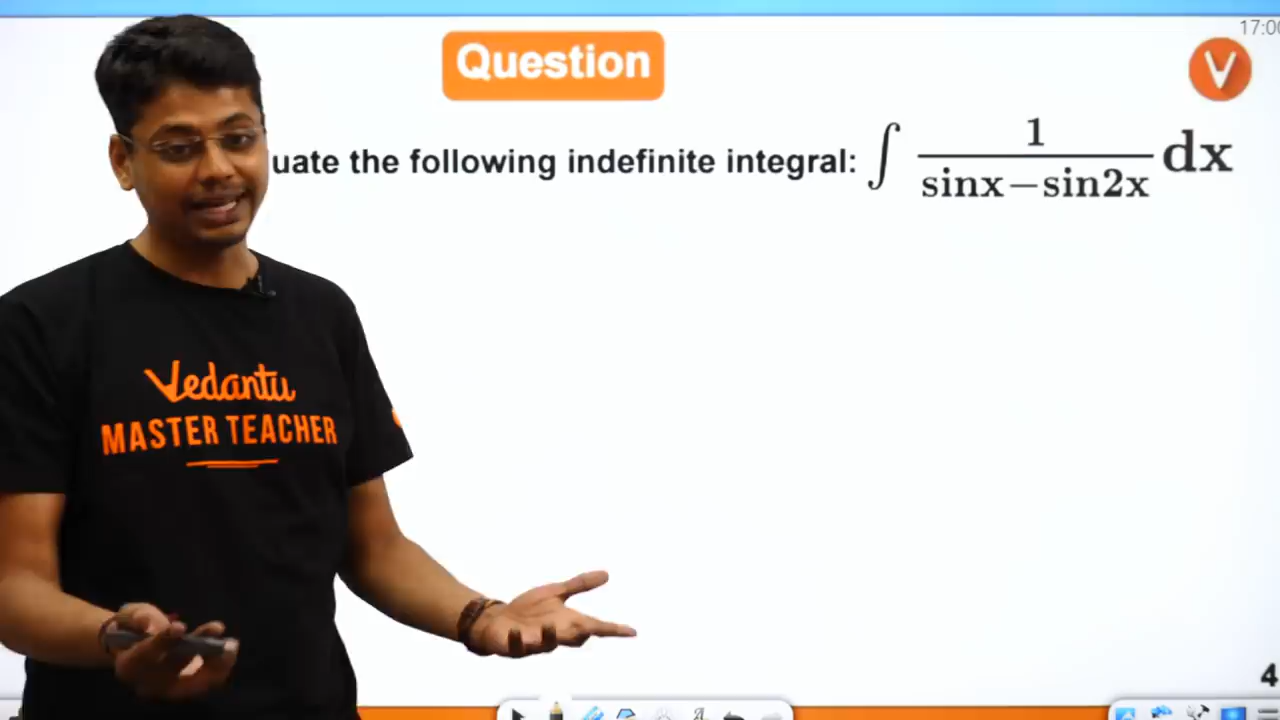 17:00
Question
uate the following indefinite integral: ∫ 1/(sinx−sin2x) dx
Vedantu
MASTER TEACHER
4